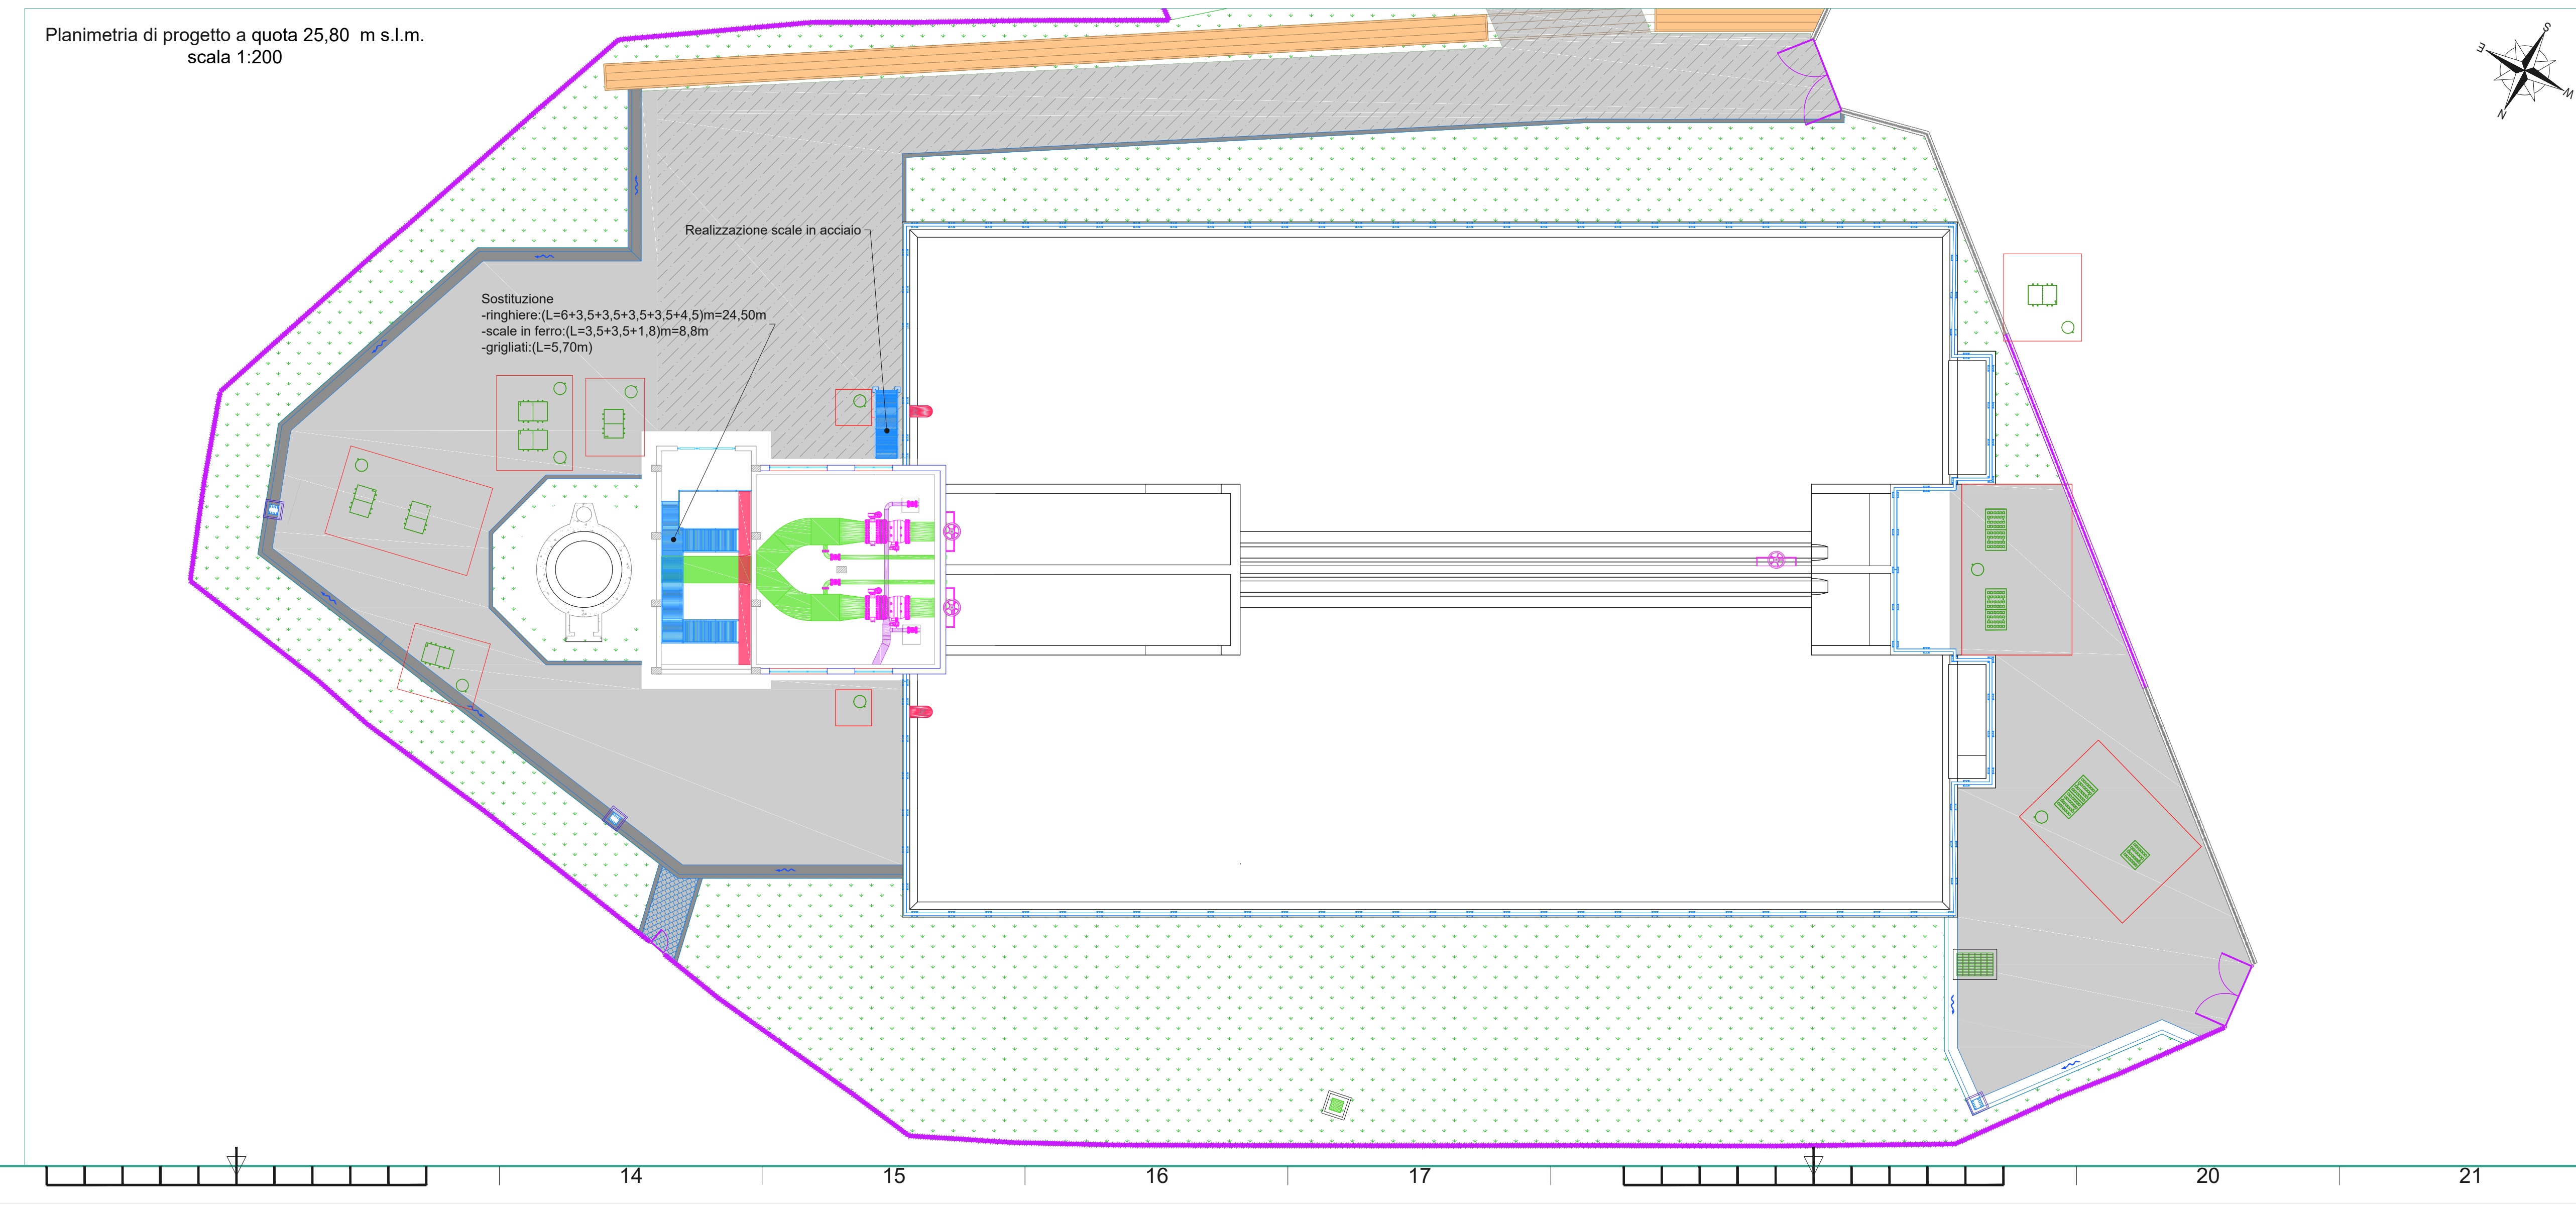 Planimetria di progetto a quota 25,80 m s.l.m.
scala 1:200
S
E
W
N
Realizzazione scale in acciaio
Sostituzione
-ringhiere:(L=6+3,5+3,5+3,5+3,5+4,5)m=24,50m
-scale in ferro:(L=3,5+3,5+1,8)m=8,8m
-grigliati:(L=5,70m)
14 15 16 17 20 21